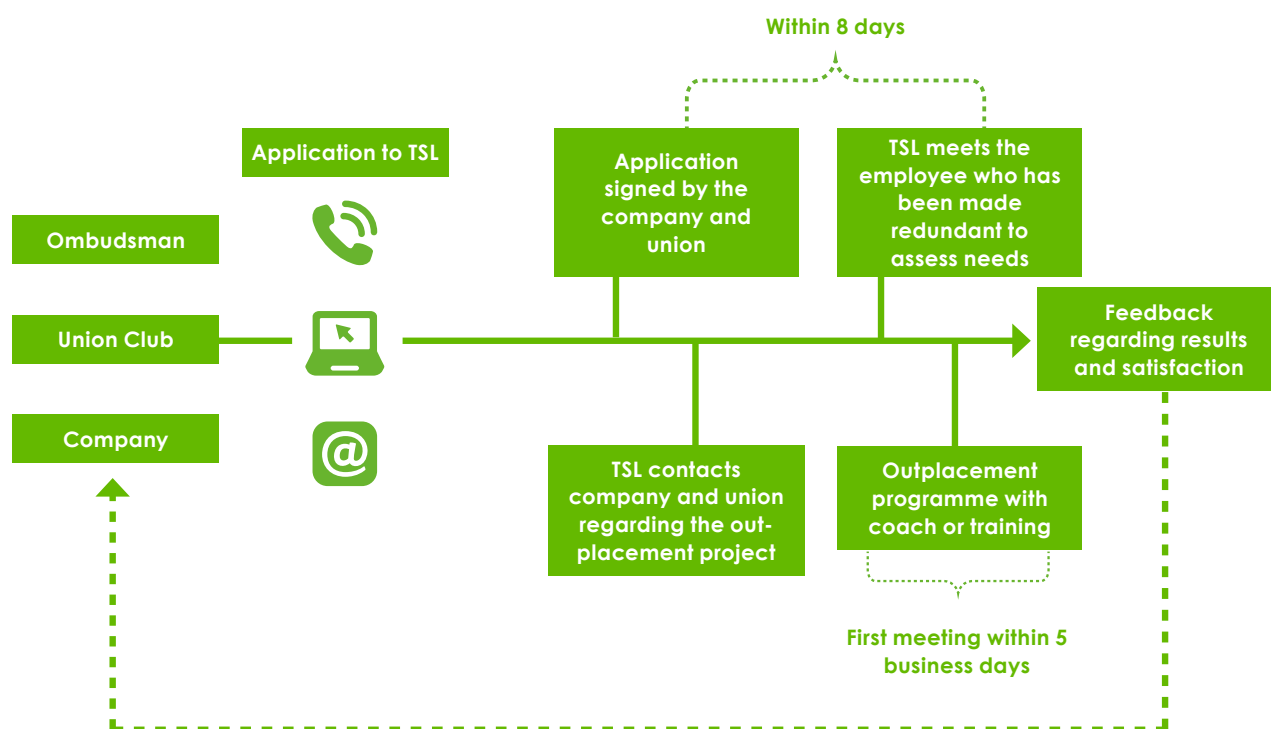 Within 8 days
Application to TSL
Ombudsman
Union Club
Company
@
Application
signed by the
company and
union
TSL contacts
company and union
regarding the out-
placement project
TSL meets the
employee who has
been made
redundant to
assess needs
Outplacement
programme with
coach or training
First meeting within 5
business days
Feedback
regarding results
and satisfaction